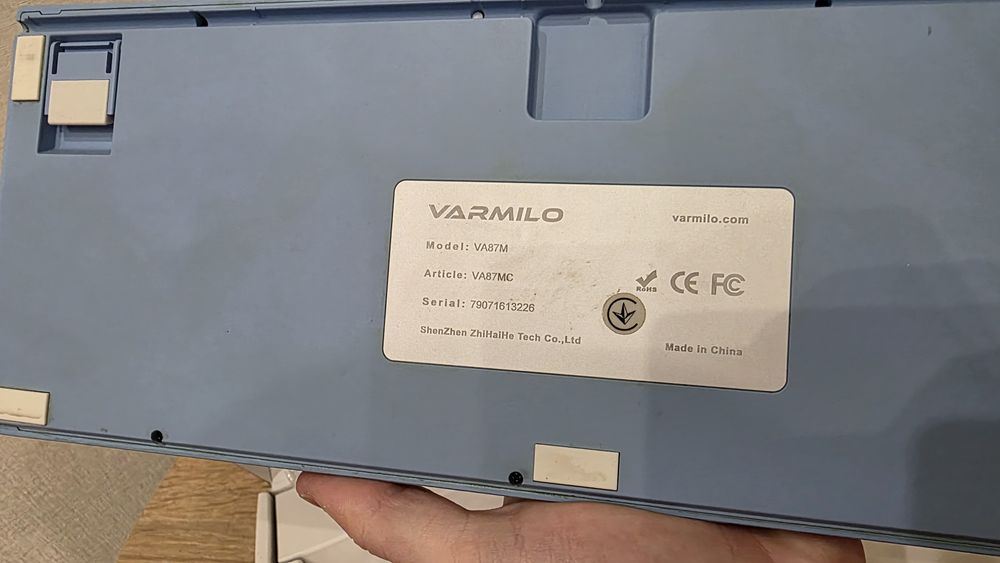 VARMILO
varmilo.com
Model: VA87M
Article: VA87MC
Serial: 79071613226
ShenZhen ZhiHaiHe Tech Co.,Ltd
RoHS CE FC
Made in China